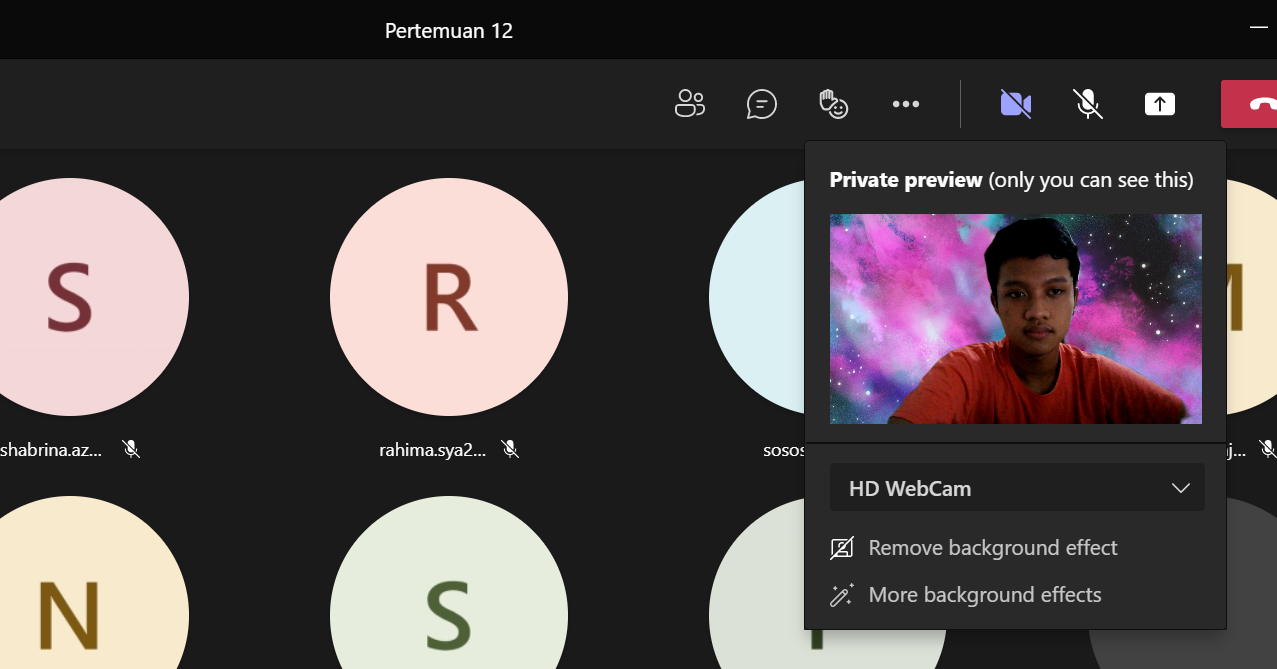 Pertemuan 12
Private preview (only you can see this)
S
R
shabrina.az...
rahima.sya2...
HD WebCam
Remove background effect
More background effects
N
S